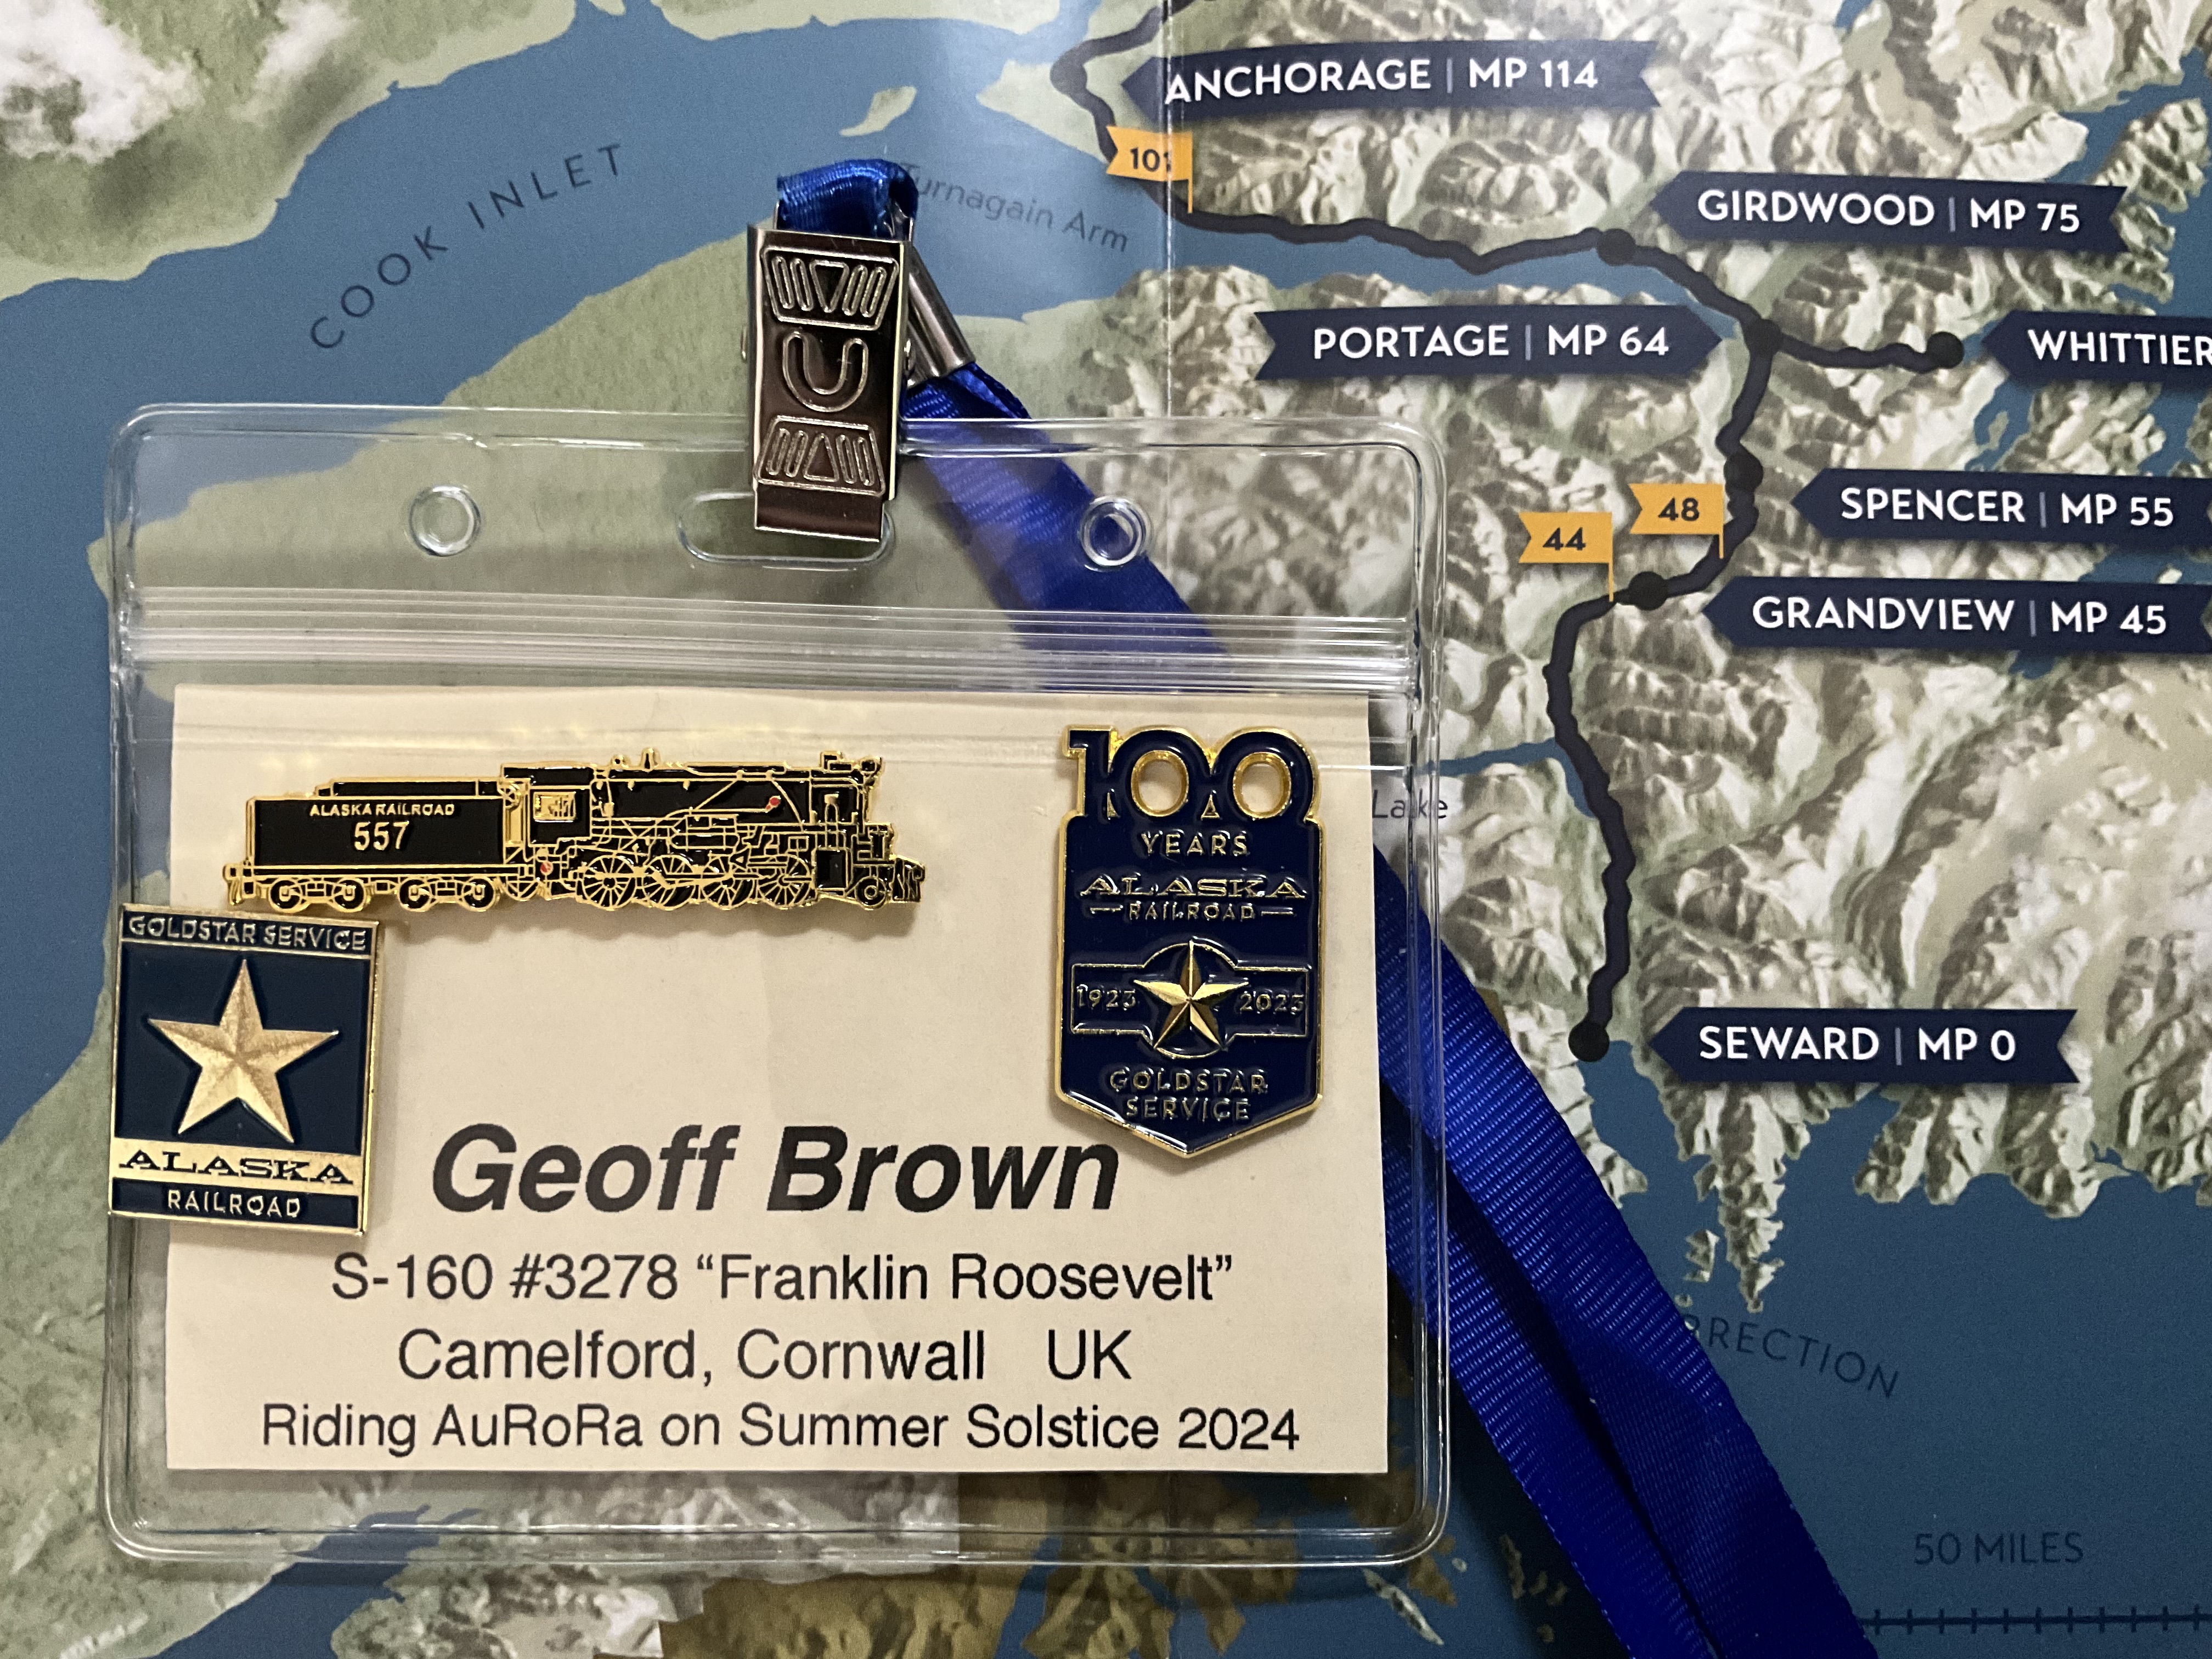 ANCHORAGE | MP 114
101
COOK INLET
Turnagain Arm
GIRDWOOD | MP 75
PORTAGE | MP 64
WHITTIER
48
44
SPENCER | MP 55
GRANDVIEW | MP 45
Lake
SEWARD | MP 0
50 MILES
ALASKA RAILROAD
557
100
YEARS
ALASKA
RAILROAD
1923 2023
GOLDSTAR
SERVICE
GOLDSTAR SERVICE
ALASKA
RAILROAD
Geoff Brown
S-160 #3278 “Franklin Roosevelt”
Camelford, Cornwall UK
Riding AuRoRa on Summer Solstice 2024